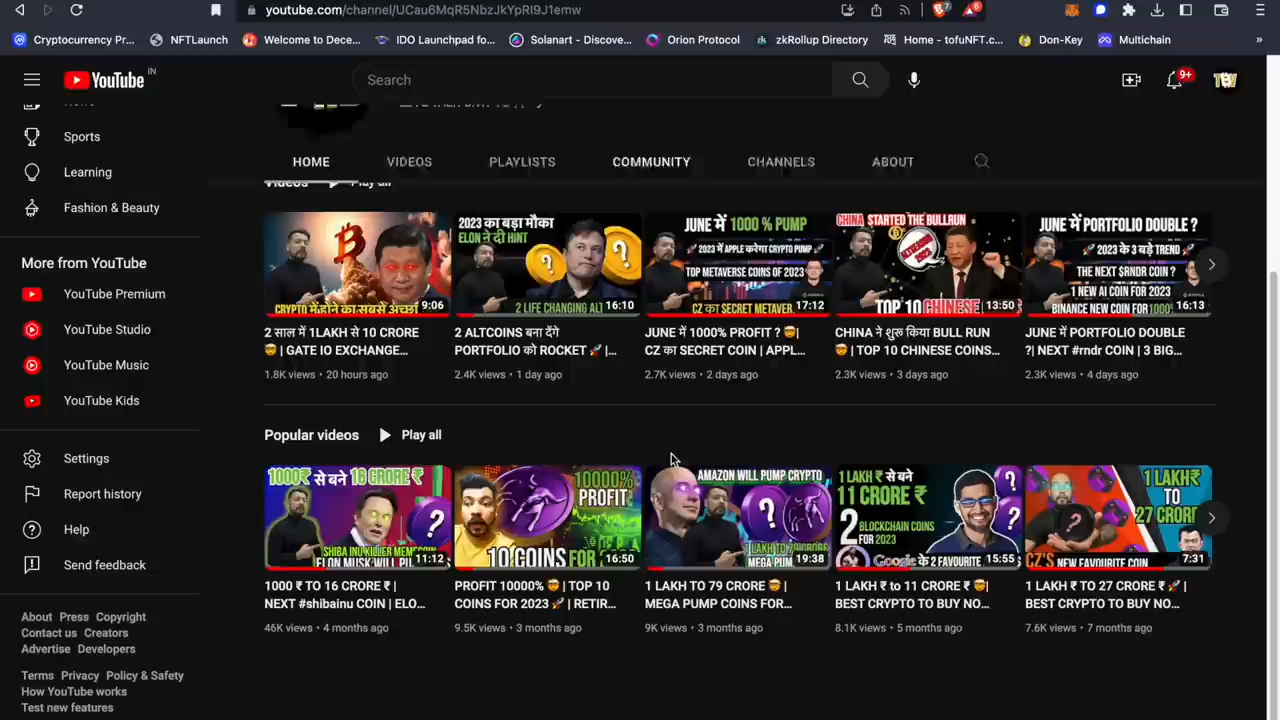 youtube.com/channel/UCau6MqR5NbzJkYpRI9J1emw
Cryptocurrency Pr... NFTLaunch Welcome to Dece... IDO Launchpad fo... Solanart - Discove... Orion Protocol zkRollup Directory Home - tofuNFT.c... Don-Key Multichain »
YouTube IN
Search
9+
Sports
Learning
Fashion & Beauty
More from YouTube
YouTube Premium
YouTube Studio
YouTube Music
YouTube Kids
Settings
Report history
Help
Send feedback
About Press Copyright
Contact us Creators
Advertise Developers
Terms Privacy Policy & Safety
How YouTube works
Test new features
HOME VIDEOS PLAYLISTS COMMUNITY CHANNELS ABOUT
Videos Play all
9:06
2 साल में 1LAKH से 10 CRORE
🤯 | GATE IO EXCHANGE...
1.8K views • 20 hours ago
2023 का बड़ा मौका
ELON ने दी HINT
2 LIFE CHANGING ALT
16:10
2 ALTCOINS बना देंगे
PORTFOLIO को ROCKET 🚀 |...
2.4K views • 1 day ago
JUNE में 1000 % PUMP
2023 में APPLE करेगा CRYPTO PUMP
TOP METAVERSE COINS OF 2023
CZ का SECRET METAVER
17:12
JUNE में 1000% PROFIT ? 🤯|
CZ का SECRET COIN | APPL...
2.7K views • 2 days ago
CHINA STARTED THE BULLRUN
TOP 10 CHINESE
13:50
CHINA ने शुरू किया BULL RUN
🤯 | TOP 10 CHINESE COINS...
2.3K views • 3 days ago
JUNE में PORTFOLIO DOUBLE ?
2023 के 3 बड़े TREND
THE NEXT $RNDR COIN ?
1 NEW AI COIN FOR 2023
BINANCE NEW COIN FOR 1000
16:13
JUNE में PORTFOLIO DOUBLE
?| NEXT #rndr COIN | 3 BIG...
2.3K views • 4 days ago
Popular videos Play all
1000₹ से बने 16 CRORE ₹
SHIBA INU KILLER MEMECOIN
ELON MUSK WILL PU
11:12
1000 ₹ TO 16 CRORE ₹ |
NEXT #shibainu COIN | ELO...
46K views • 4 months ago
10000%
PROFIT
10 COINS FOR
16:50
PROFIT 10000% 🤯| TOP 10
COINS FOR 2023 🚀 | RETIR...
9.5K views • 3 months ago
AMAZON WILL PUMP CRYPTO
MEGA PUM
19:38
1 LAKH TO 79 CRORE 🤯|
MEGA PUMP COINS FOR...
9K views • 3 months ago
1 LAKH ₹ से बने
11 CRORE ₹
2 BLOCKCHAIN COINS
FOR 2023
Google के 2 FAVOURITE
15:55
1 LAKH ₹ to 11 CRORE ₹ 🤯|
BEST CRYPTO TO BUY NO...
8.1K views • 5 months ago
1 LAKH₹
TO
27 CROR
CZ'S NEW FAVOURITE COIN
7:31
1 LAKH ₹ TO 27 CRORE ₹🚀 |
BEST CRYPTO TO BUY NO...
7.6K views • 7 months ago